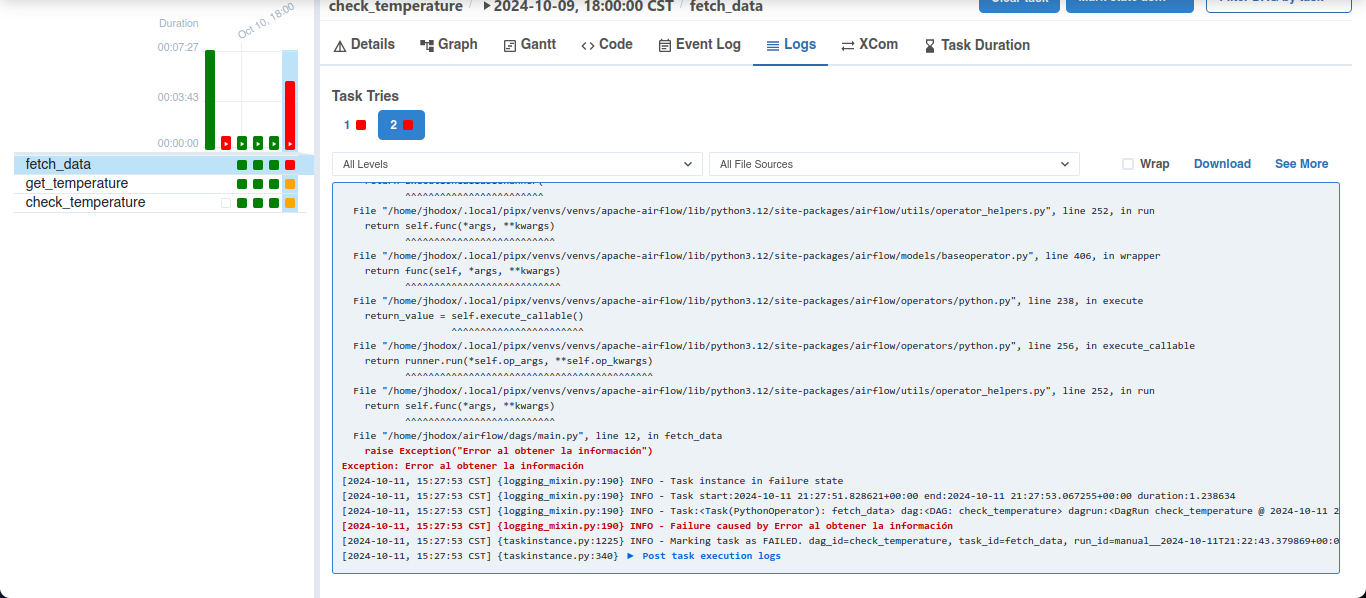 check_temperature / ▶ 2024-10-09, 18:00:00 CST / fetch_data
Duration
Oct 10, 18:00
00:07:27
00:03:43
00:00:00
fetch_data
get_temperature
check_temperature
Details
Graph
Gantt
Code
Event Log
Logs
XCom
Task Duration
Task Tries
1
2
All Levels
All File Sources
Wrap
Download
See More
^^^^^^^^^^^^^^^^^^^^^^^^
File "/home/jhodox/.local/pipx/venvs/venvs/apache-airflow/lib/python3.12/site-packages/airflow/utils/operator_helpers.py", line 252, in run
return self.func(*args, **kwargs)
^^^^^^^^^^^^^^^^^^^^^^^^^^
File "/home/jhodox/.local/pipx/venvs/venvs/apache-airflow/lib/python3.12/site-packages/airflow/models/baseoperator.py", line 406, in wrapper
return func(self, *args, **kwargs)
^^^^^^^^^^^^^^^^^^^^^^^^^^^
File "/home/jhodox/.local/pipx/venvs/venvs/apache-airflow/lib/python3.12/site-packages/airflow/operators/python.py", line 238, in execute
return_value = self.execute_callable()
^^^^^^^^^^^^^^^^^^^^^^^
File "/home/jhodox/.local/pipx/venvs/venvs/apache-airflow/lib/python3.12/site-packages/airflow/operators/python.py", line 256, in execute_callable
return runner.run(*self.op_args, **self.op_kwargs)
^^^^^^^^^^^^^^^^^^^^^^^^^^^^^^^^^^^^^^^^^^^
File "/home/jhodox/.local/pipx/venvs/venvs/apache-airflow/lib/python3.12/site-packages/airflow/utils/operator_helpers.py", line 252, in run
return self.func(*args, **kwargs)
^^^^^^^^^^^^^^^^^^^^^^^^^^
File "/home/jhodox/airflow/dags/main.py", line 12, in fetch_data
raise Exception("Error al obtener la información")
Exception: Error al obtener la información
[2024-10-11, 15:27:53 CST] {logging_mixin.py:190} INFO - Task instance in failure state
[2024-10-11, 15:27:53 CST] {logging_mixin.py:190} INFO - Task start:2024-10-11 21:27:51.828621+00:00 end:2024-10-11 21:27:53.067255+00:00 duration:1.238634
[2024-10-11, 15:27:53 CST] {logging_mixin.py:190} INFO - Task:<Task(PythonOperator): fetch_data> dag:<DAG: check_temperature> dagrun:<DagRun check_temperature @ 2024-10-11 2
[2024-10-11, 15:27:53 CST] {logging_mixin.py:190} INFO - Failure caused by Error al obtener la información
[2024-10-11, 15:27:53 CST] {taskinstance.py:1225} INFO - Marking task as FAILED. dag_id=check_temperature, task_id=fetch_data, run_id=manual__2024-10-11T21:22:43.379869+00:0
[2024-10-11, 15:27:53 CST] {taskinstance.py:340} ▶ Post task execution logs